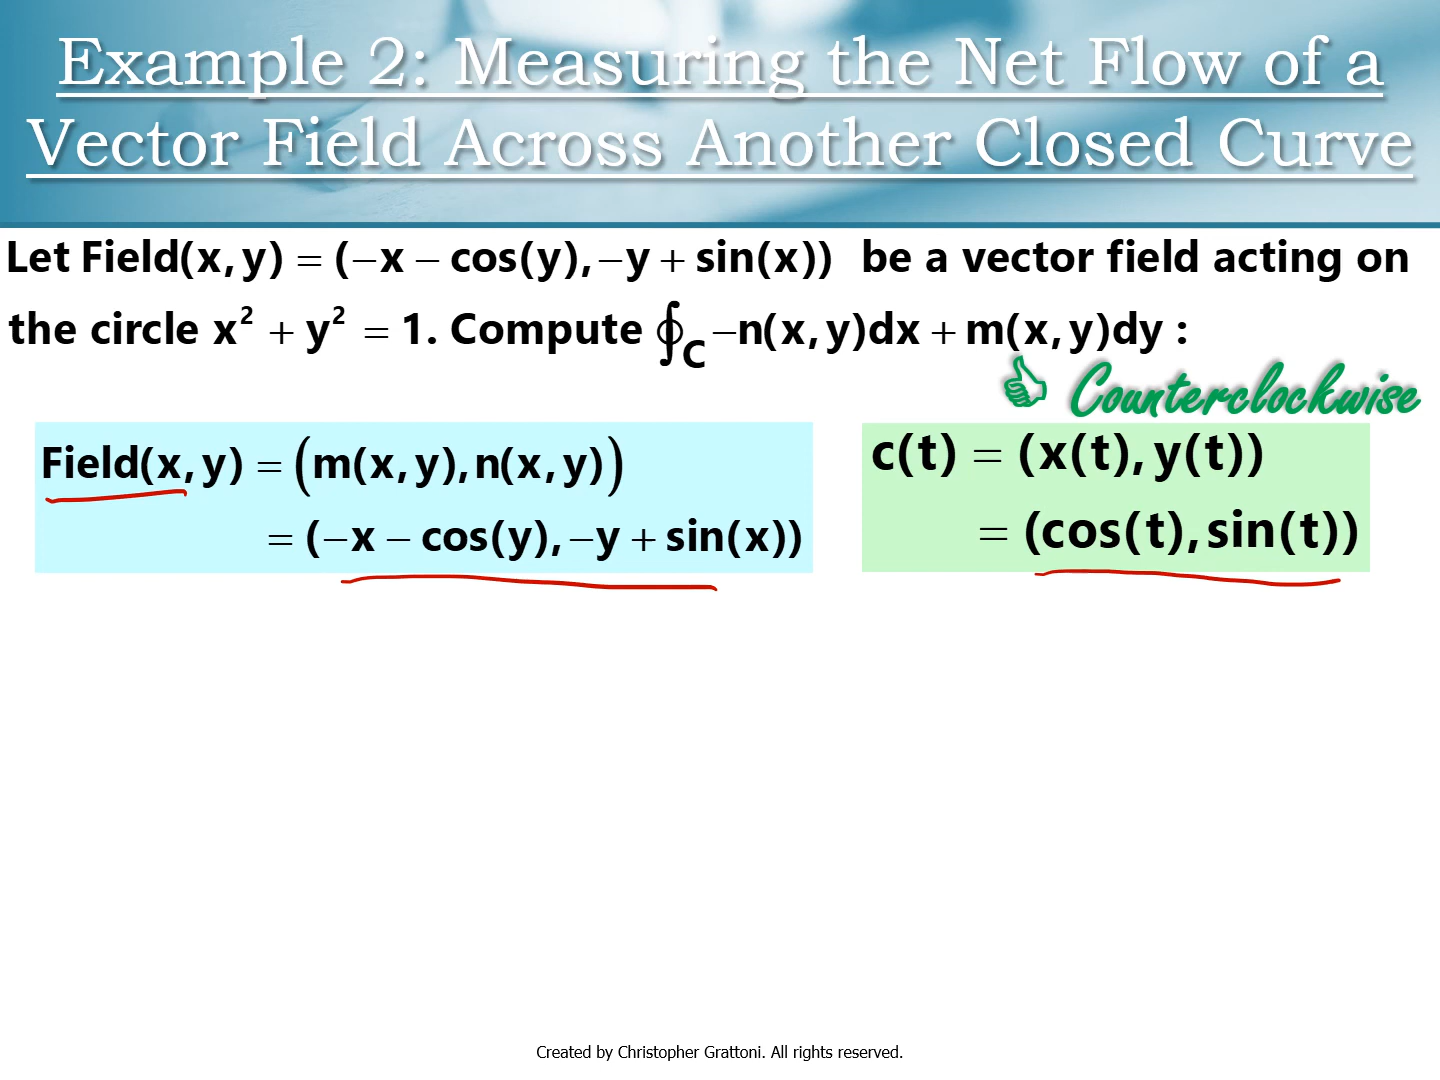 Example 2: Measuring the Net Flow of a
Vector Field Across Another Closed Curve
Let Field(x,y) = (−x − cos(y),−y + sin(x)) be a vector field acting on
the circle x² + y² = 1. Compute ∮_C −n(x,y)dx + m(x,y)dy :
Counterclockwise
Field(x,y) = (m(x,y),n(x,y))
= (−x − cos(y),−y + sin(x))
c(t) = (x(t),y(t))
= (cos(t),sin(t))
Created by Christopher Grattoni. All rights reserved.